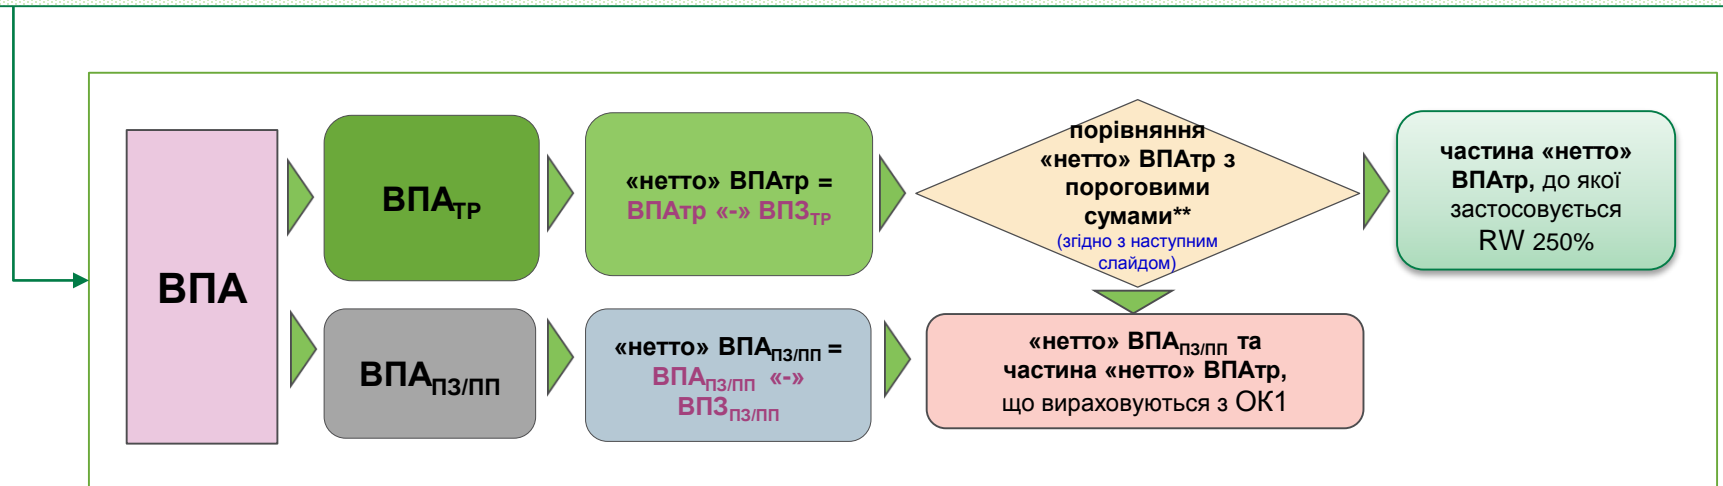 ВПА
ВПАТР
«нетто» ВПАтр =
ВПАтр «-» ВПЗТР
порівняння
«нетто» ВПАтр з
пороговими
сумами**
(згідно з наступним
слайдом)
частина «нетто»
ВПАтр, до якої
застосовується
RW 250%
ВПАПЗ/ПП
«нетто» ВПАПЗ/ПП =
ВПАПЗ/ПП «-»
ВПЗПЗ/ПП
«нетто» ВПАПЗ/ПП та
частина «нетто» ВПАтр,
що вираховуються з ОК1